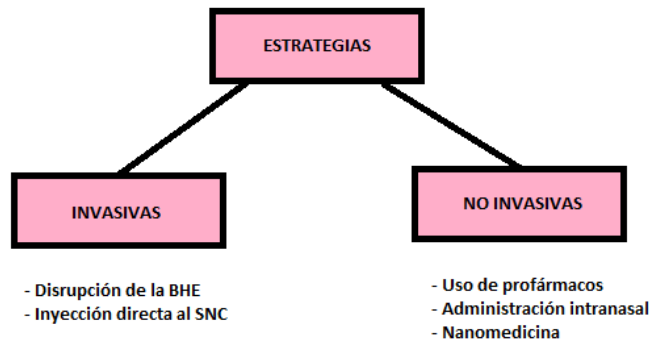 ESTRATEGIAS
INVASIVAS
NO INVASIVAS
- Disrupción de la BHE
- Inyección directa al SNC
- Uso de profármacos
- Administración intranasal
- Nanomedicina